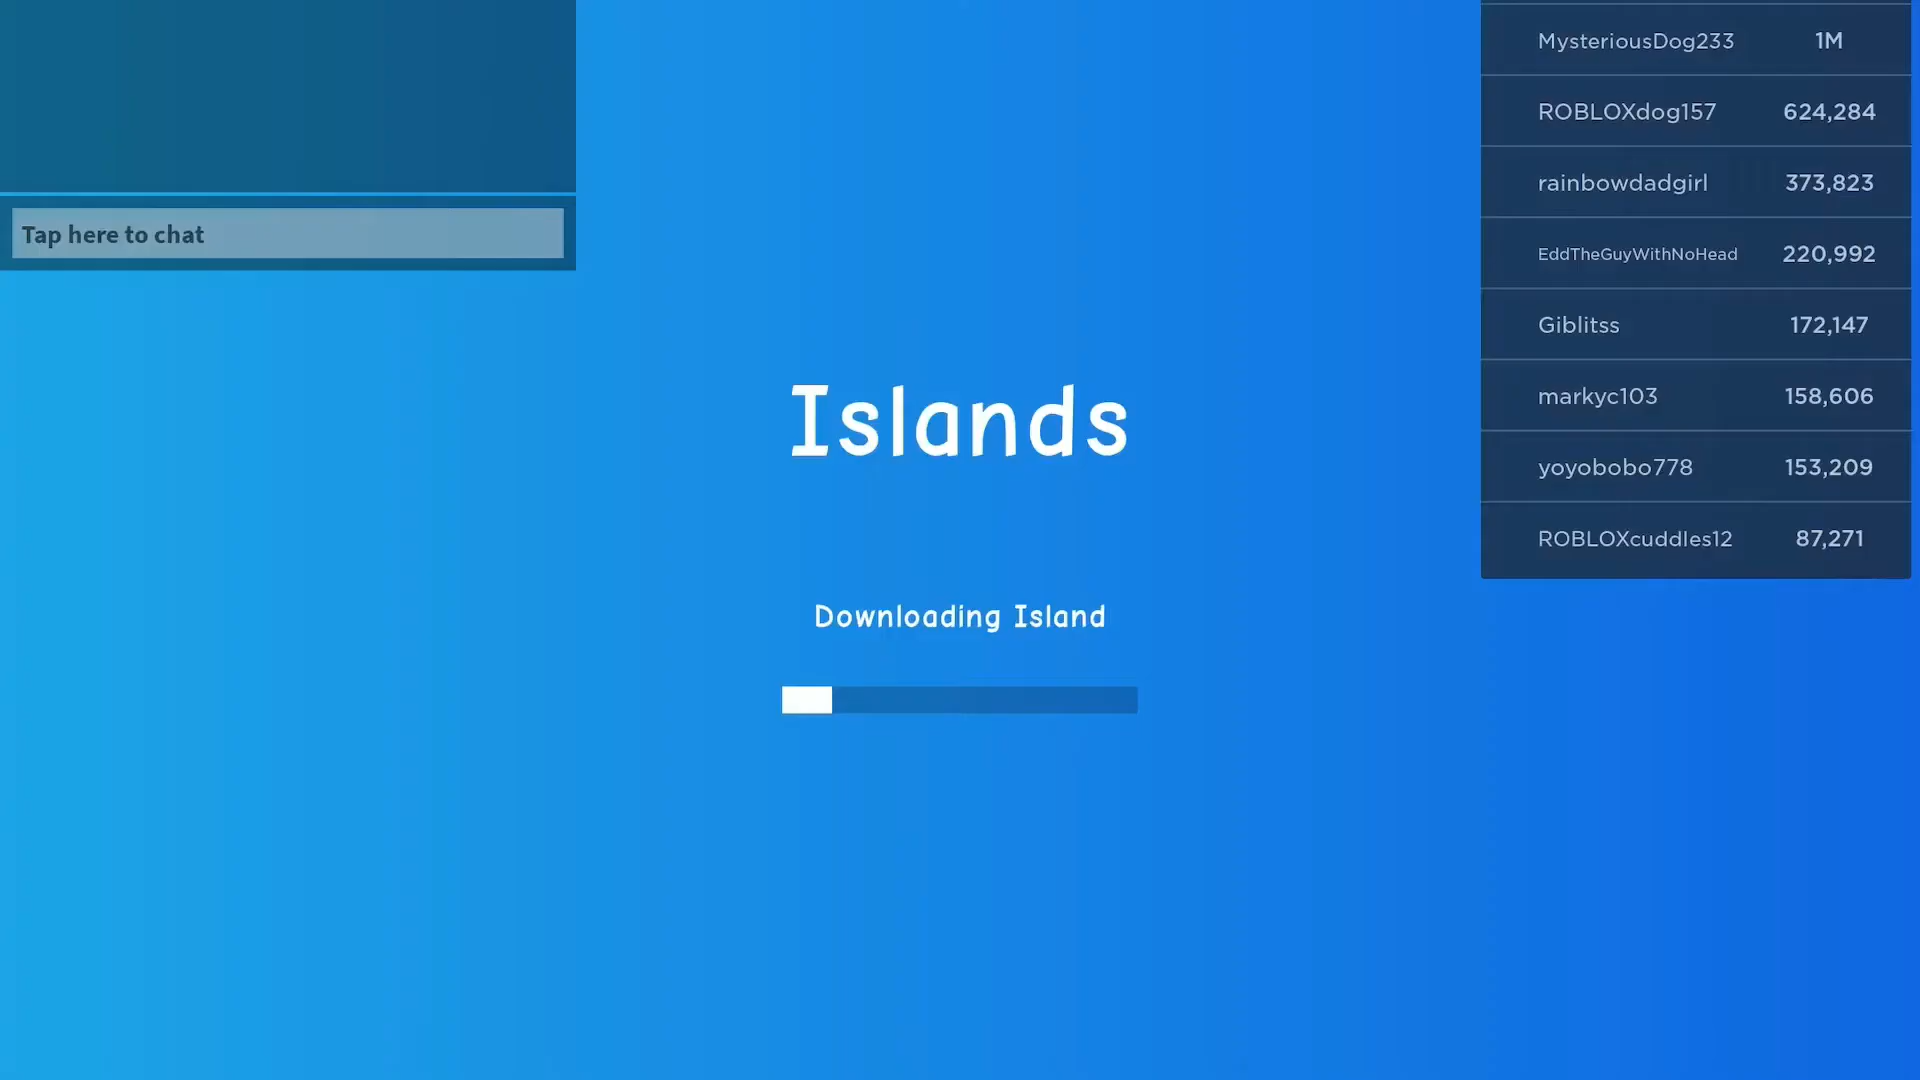 Tap here to chat
Islands
Downloading Island
MysteriousDog233 1M
ROBLOXdog157 624,284
rainbowdadgirl 373,823
EddTheGuyWithNoHead 220,992
Giblitss 172,147
markyc103 158,606
yoyobobo778 153,209
ROBLOXcuddles12 87,271